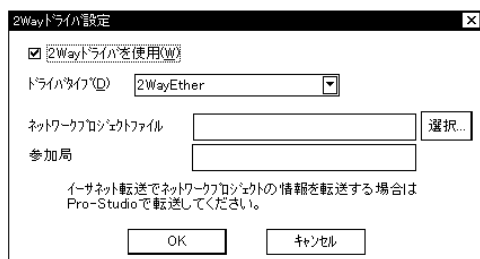 2Wayﾄﾞﾗｲﾊﾞ設定
2Wayﾄﾞﾗｲﾊﾞを使用(W)
ﾄﾞﾗｲﾊﾞﾀｲﾌﾟ(D) 2WayEther
ﾈｯﾄﾜｰｸﾌﾟﾛｼﾞｪｸﾄﾌｧｲﾙ 選択...
参加局
ｲｰｻﾈｯﾄ転送でﾈｯﾄﾜｰｸﾌﾟﾛｼﾞｪｸﾄの情報を転送する場合は
Pro-Studioで転送してください。
OK ｷｬﾝｾﾙ